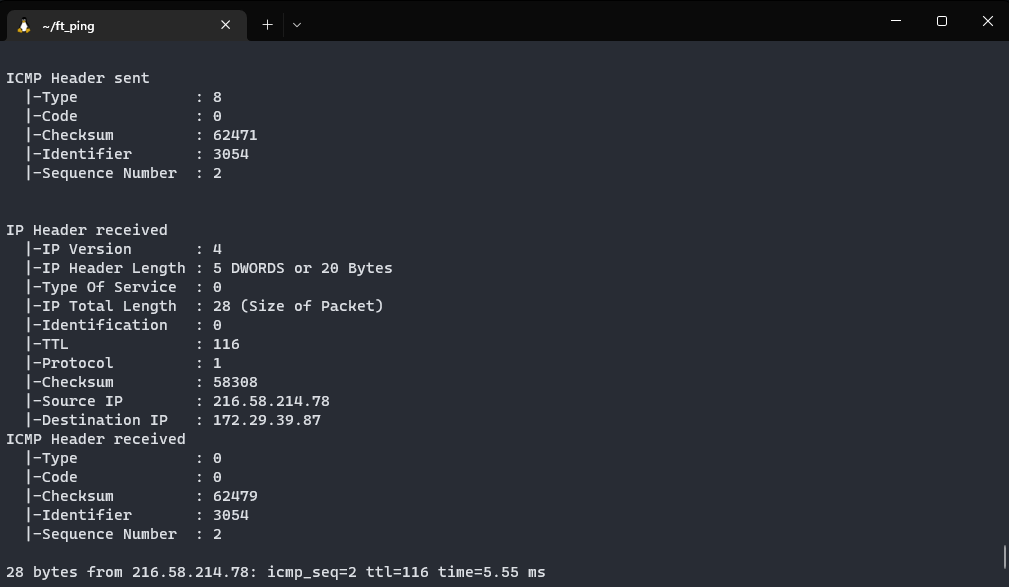 ~/ft_ping
ICMP Header sent
|-Type : 8
|-Code : 0
|-Checksum : 62471
|-Identifier : 3054
|-Sequence Number : 2
IP Header received
|-IP Version : 4
|-IP Header Length : 5 DWORDS or 20 Bytes
|-Type Of Service : 0
|-IP Total Length : 28 (Size of Packet)
|-Identification : 0
|-TTL : 116
|-Protocol : 1
|-Checksum : 58308
|-Source IP : 216.58.214.78
|-Destination IP : 172.29.39.87
ICMP Header received
|-Type : 0
|-Code : 0
|-Checksum : 62479
|-Identifier : 3054
|-Sequence Number : 2
28 bytes from 216.58.214.78: icmp_seq=2 ttl=116 time=5.55 ms